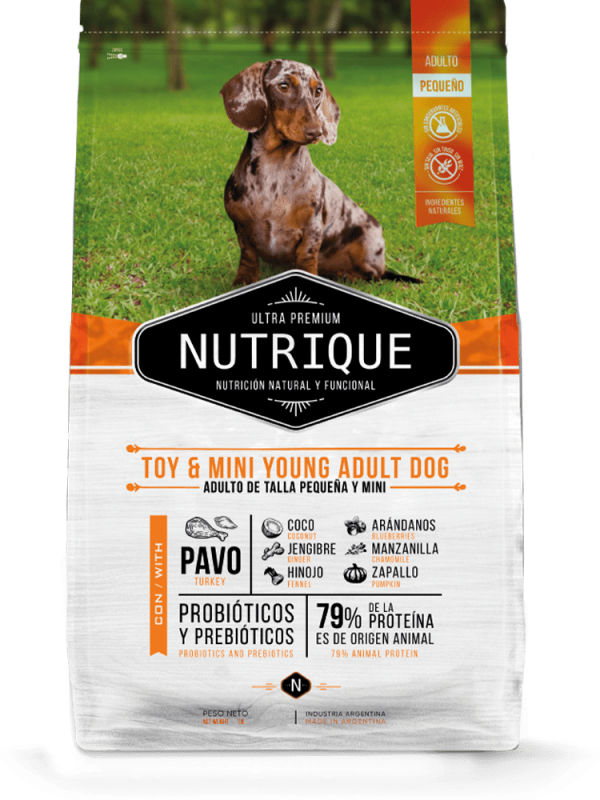 ADULTO
PEQUEÑO
SIN CONSERVANTES ARTIFICIALES
INGREDIENTES
NATURALES
ULTRA PREMIUM
NUTRIQUE
NUTRICIÓN NATURAL Y FUNCIONAL
TOY & MINI YOUNG ADULT DOG
ADULTO DE TALLA PEQUEÑA Y MINI
CON / WITH
PAVO
TURKEY
COCO
COCONUT
JENGIBRE
GINGER
HINOJO
FENNEL
ARÁNDANOS
BLUEBERRIES
MANZANILLA
CHAMOMILE
ZAPALLO
PUMPKIN
PROBIÓTICOS
Y PREBIÓTICOS
PROBIOTICS AND PREBIOTICS
79% DE LA
PROTEÍNA
ES DE ORIGEN ANIMAL
79% ANIMAL PROTEIN
N
PESO NETO
INDUSTRIA ARGENTINA
MADE IN ARGENTINA